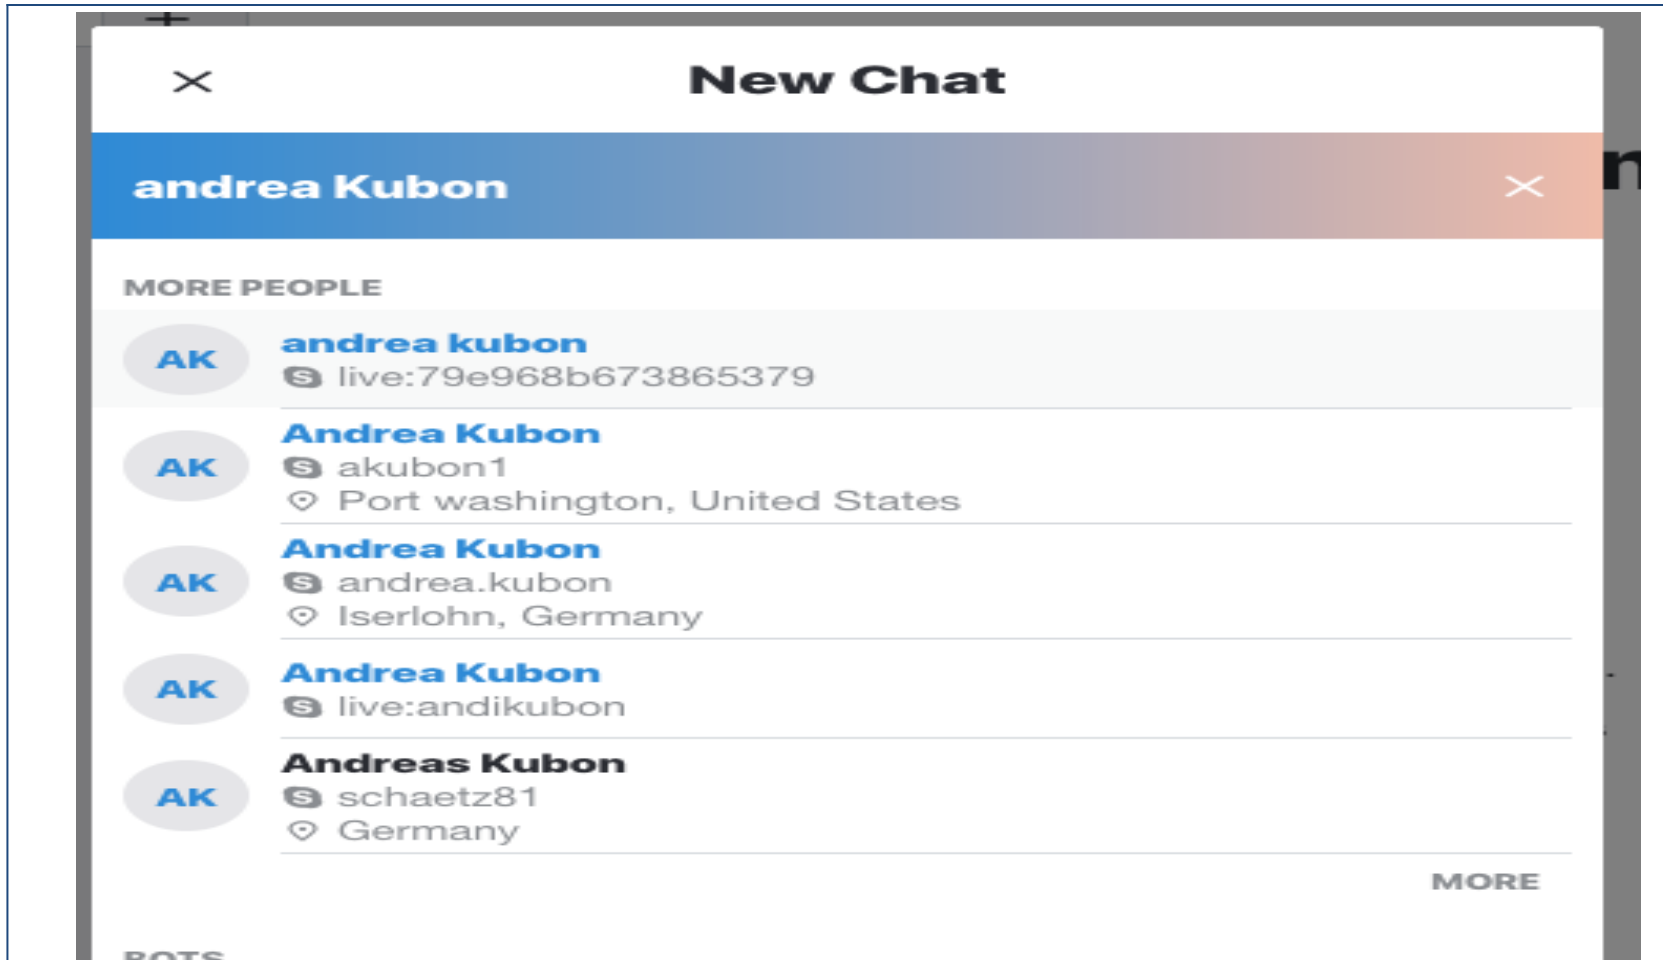 New Chat
andrea Kubon
MORE PEOPLE
AK
andrea kubon
live:79e968b673865379
AK
Andrea Kubon
akubon1
Port washington, United States
AK
Andrea Kubon
andrea.kubon
Iserlohn, Germany
AK
Andrea Kubon
live:andikubon
AK
Andreas Kubon
schaetz81
Germany
MORE
BOTS